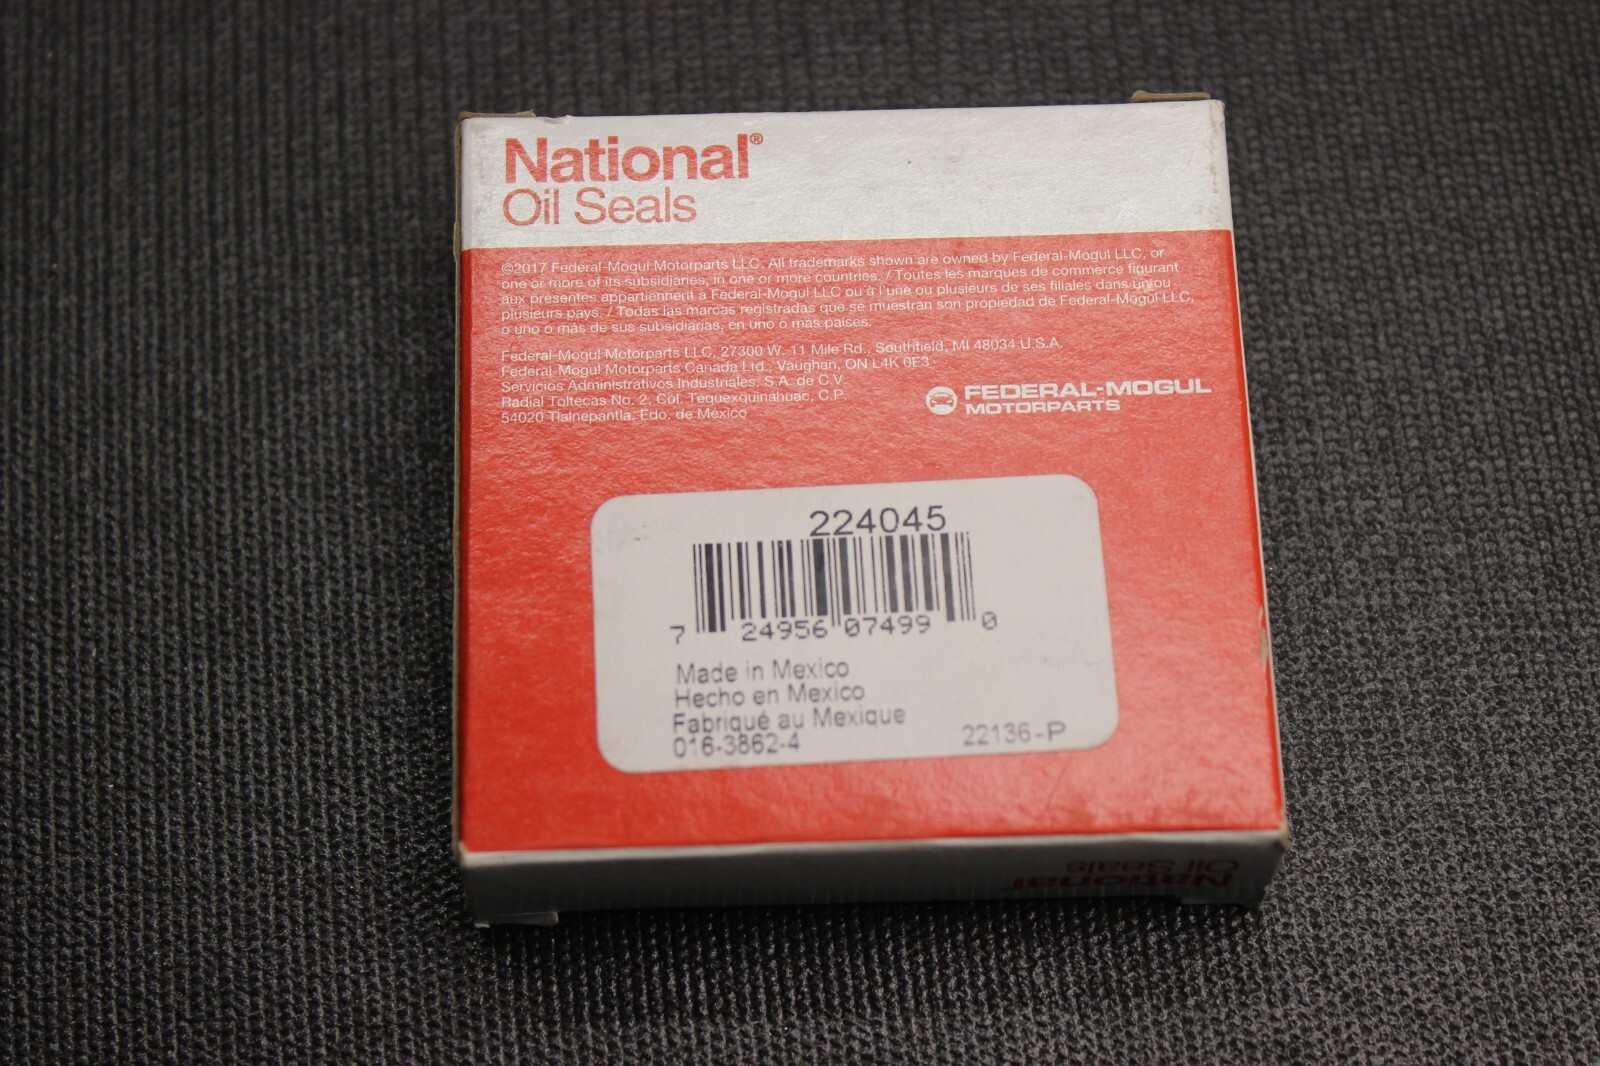 National®
Oil Seals
©2017 Federal-Mogul Motorparts LLC. All trademarks shown are owned by Federal-Mogul LLC, or
one or more of its subsidiaries, in one or more countries. / Toutes les marques de commerce figurant
aux présentes appartiennent à Federal-Mogul LLC ou à l'une ou plusieurs de ses filiales dans un ou
plusieurs pays. / Todas las marcas registradas que se muestran son propiedad de Federal-Mogul LLC,
o uno o más de sus subsidiarias, en uno o más países.
Federal-Mogul Motorparts LLC, 27300 W. 11 Mile Rd., Southfield, MI 48034 U.S.A.
Federal-Mogul Motorparts Canada Ltd., Vaughan, ON L4K 0E3
Servicios Administrativos Industriales, S.A. de C.V.
Radial Toltecas No. 2, Col. Tequexquinahuac, C.P.
54020 Tlalnepantla, Edo. de México
FEDERAL-MOGUL
MOTORPARTS
224045
7 24956 07499 0
Made in Mexico
Hecho en Mexico
Fabriqué au Mexique
016-3862-4 22136-P
National
Oil Seals